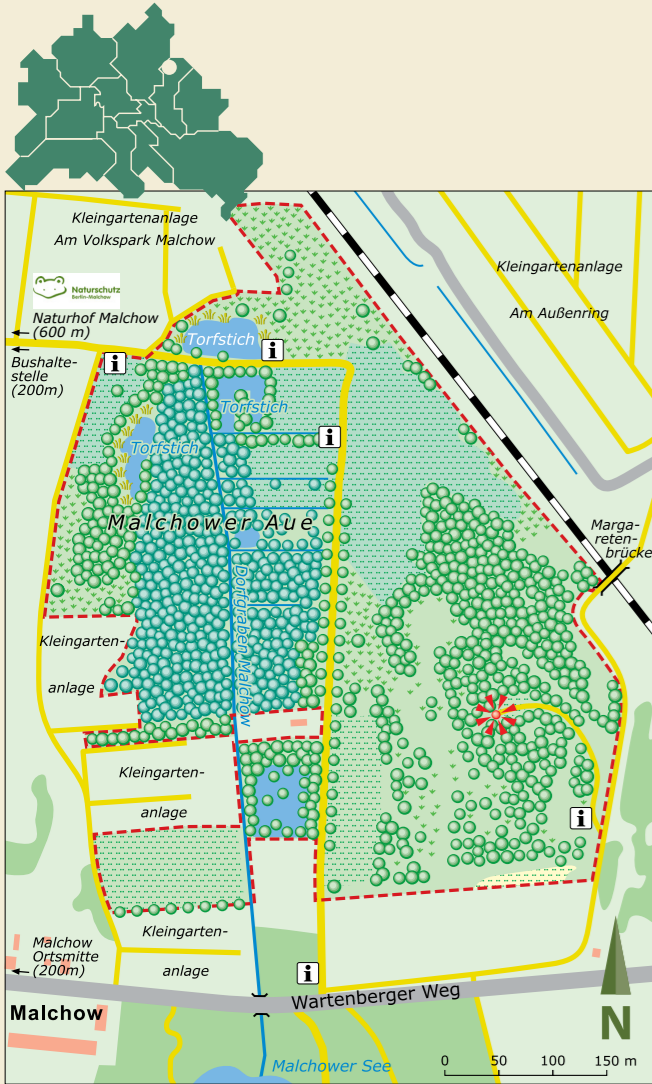 Kleingartenanlage
Am Volkspark Malchow
Kleingartenanlage
Am Außenring
Naturschutz
Berlin-Malchow
Naturhof Malchow
(600 m)
Bushalte-
stelle
(200m)
i
Torfstich
i
Torfstich
i
Torfstich
Malchower Aue
Marga-
reten-
brücke
Dorfgraben Malchow
Kleingarten-
anlage
Kleingarten-
anlage
i
Kleingarten-
anlage
Malchow
Ortsmitte
(200m)
i
Wartenberger Weg
Malchow
N
Malchower See
0 50 100 150 m